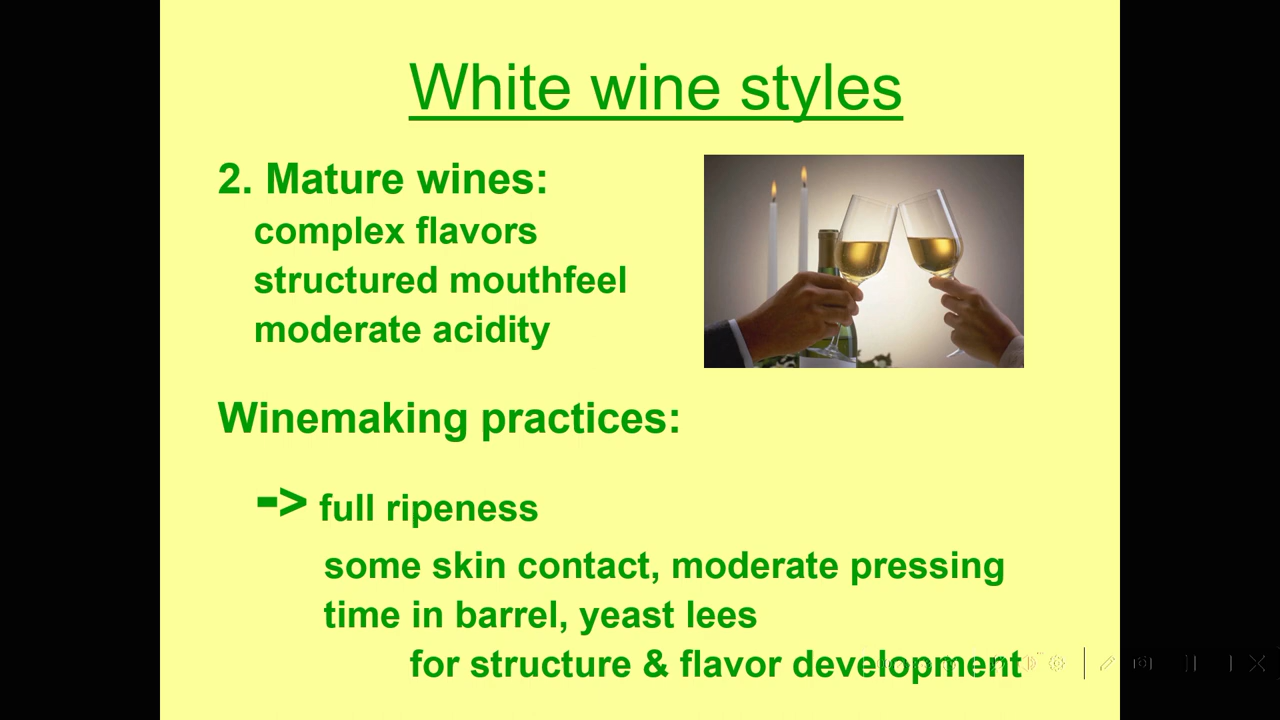 White wine styles
2. Mature wines:
complex flavors
structured mouthfeel
moderate acidity
Winemaking practices:
-> full ripeness
some skin contact, moderate pressing
time in barrel, yeast lees
for structure & flavor development